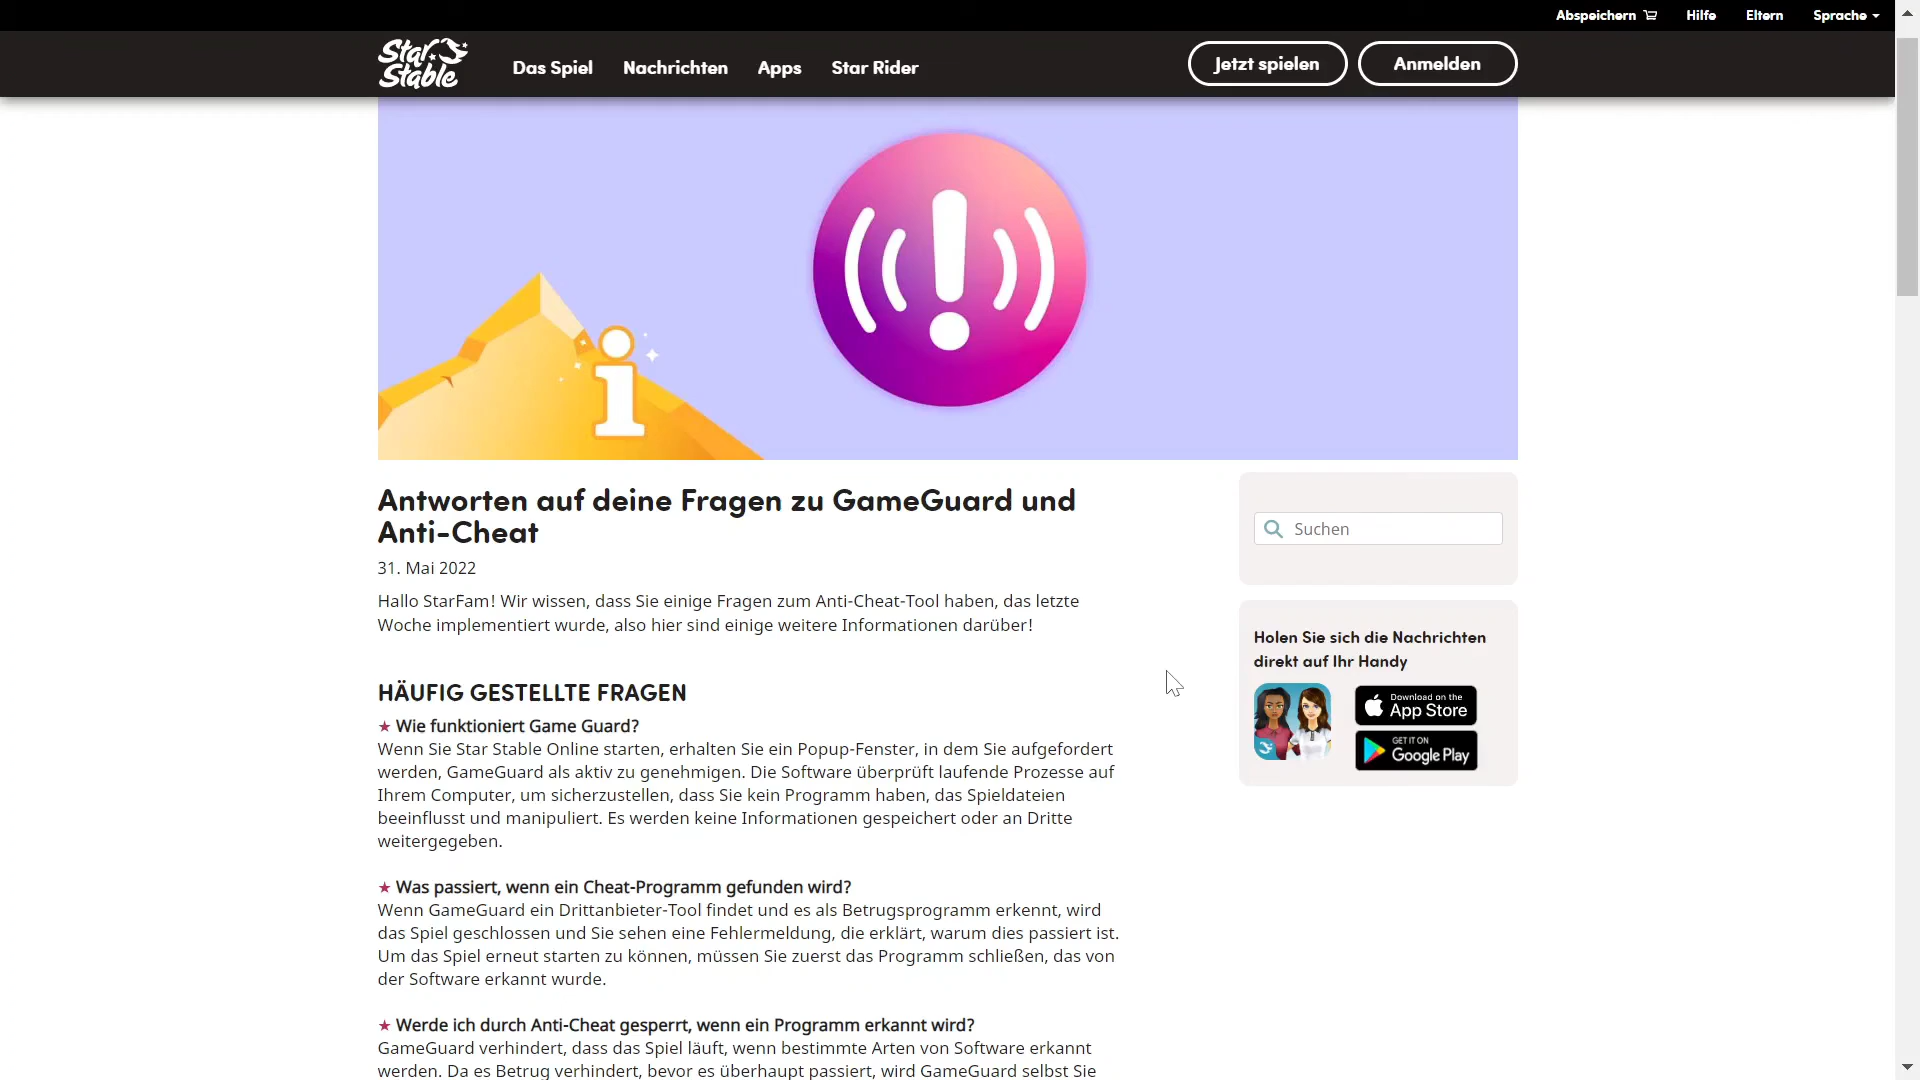 Abspeichern Hilfe Eltern Sprache
Star Stable
Das Spiel Nachrichten Apps Star Rider Jetzt spielen Anmelden
Antworten auf deine Fragen zu GameGuard und
Anti-Cheat
31. Mai 2022
Hallo StarFam! Wir wissen, dass Sie einige Fragen zum Anti-Cheat-Tool haben, das letzte
Woche implementiert wurde, also hier sind einige weitere Informationen darüber!
HÄUFIG GESTELLTE FRAGEN
★ Wie funktioniert Game Guard?
Wenn Sie Star Stable Online starten, erhalten Sie ein Popup-Fenster, in dem Sie aufgefordert
werden, GameGuard als aktiv zu genehmigen. Die Software überprüft laufende Prozesse auf
Ihrem Computer, um sicherzustellen, dass Sie kein Programm haben, das Spieldateien
beeinflusst und manipuliert. Es werden keine Informationen gespeichert oder an Dritte
weitergegeben.
★ Was passiert, wenn ein Cheat-Programm gefunden wird?
Wenn GameGuard ein Drittanbieter-Tool findet und es als Betrugsprogramm erkennt, wird
das Spiel geschlossen und Sie sehen eine Fehlermeldung, die erklärt, warum dies passiert ist.
Um das Spiel erneut starten zu können, müssen Sie zuerst das Programm schließen, das von
der Software erkannt wurde.
★ Werde ich durch Anti-Cheat gesperrt, wenn ein Programm erkannt wird?
GameGuard verhindert, dass das Spiel läuft, wenn bestimmte Arten von Software erkannt
werden. Da es Betrug verhindert, bevor es überhaupt passiert, wird GameGuard selbst Sie
Suchen
Holen Sie sich die Nachrichten
direkt auf Ihr Handy
Download on the
App Store
GET IT ON
Google Play